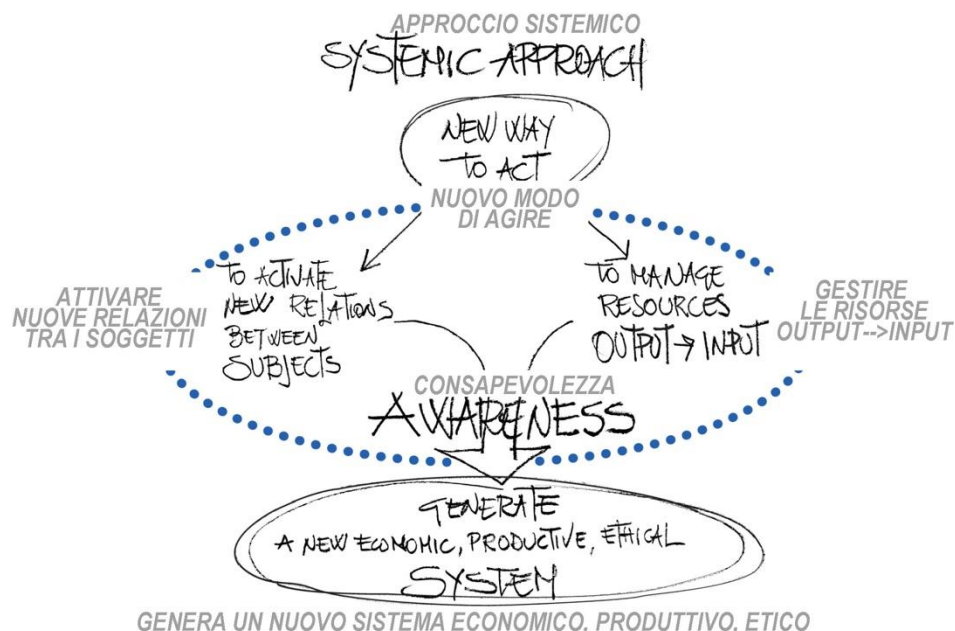 APPROCCIO SISTEMICO
SYSTEMIC APPROACH
NEW WAY
TO ACT
NUOVO MODO
DI AGIRE
ATTIVARE
NUOVE RELAZIONI
TRA I SOGGETTI
TO ACTIVATE
NEW RELATIONS
BETWEEN
SUBJECTS
TO MANAGE
RESOURCES
OUTPUT → INPUT
GESTIRE
LE RISORSE
OUTPUT-->INPUT
CONSAPEVOLEZZA
AWARENESS
GENERATE
A NEW ECONOMIC, PRODUCTIVE, ETHICAL
SYSTEM
GENERA UN NUOVO SISTEMA ECONOMICO, PRODUTTIVO, ETICO